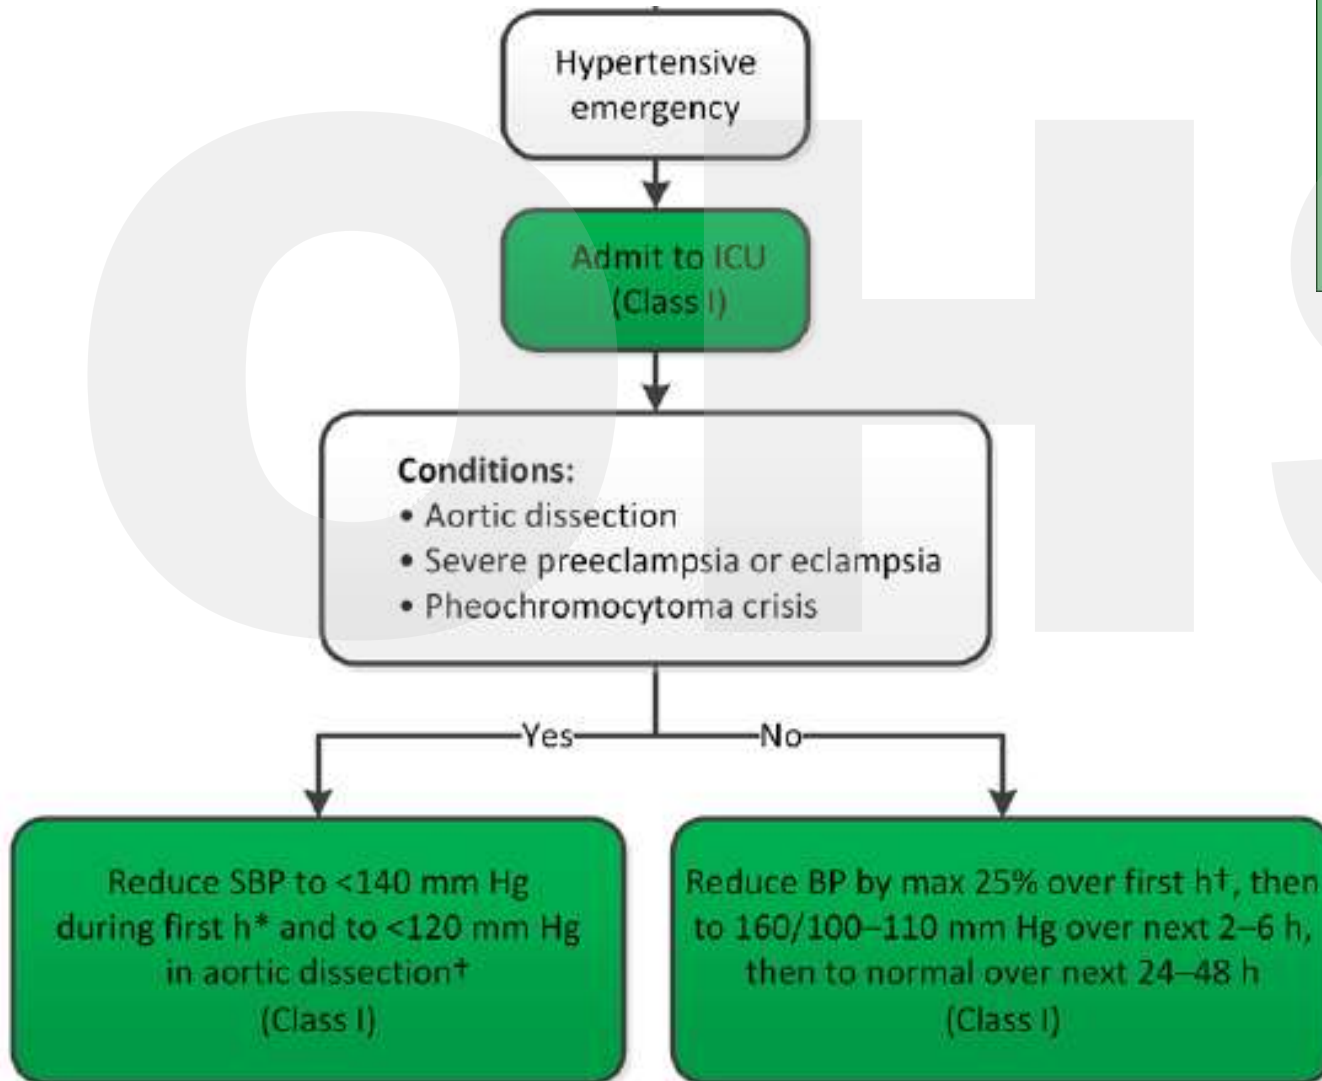 Hypertensive
emergency
Admit to ICU
(Class I)
Conditions:
• Aortic dissection
• Severe preeclampsia or eclampsia
• Pheochromocytoma crisis
Yes
No
Reduce SBP to <140 mm Hg
during first h* and to <120 mm Hg
in aortic dissection†
(Class I)
Reduce BP by max 25% over first h†, then
to 160/100–110 mm Hg over next 2–6 h,
then to normal over next 24–48 h
(Class I)
OHS